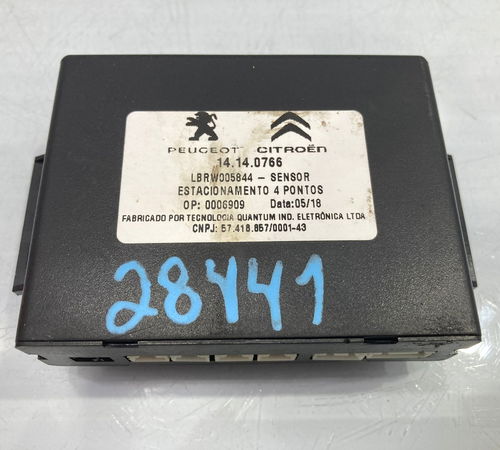 PEUGEOT CITROËN
14.14.0766
LBRW005844 - SENSOR
ESTACIONAMENTO 4 PONTOS
OP: 0006909 Data:05/18
FABRICADO POR TECNOLOGIA QUANTUM IND. ELETRÔNICA LTDA
CNPJ: 57.418.857/0001-43
28441